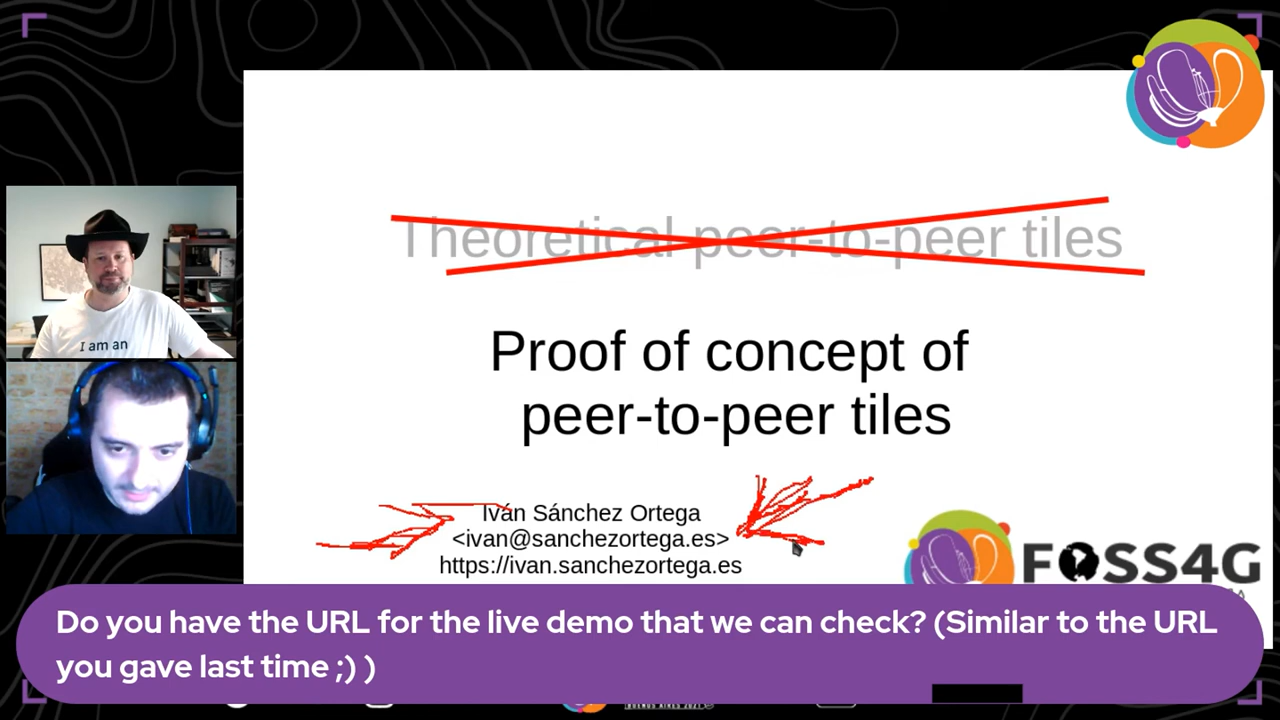 I am an
Theoretical peer-to-peer tiles
Proof of concept of
peer-to-peer tiles
Iván Sánchez Ortega
<ivan@sanchezortega.es>
https://ivan.sanchezortega.es
FOSS4G
Do you have the URL for the live demo that we can check? (Similar to the URL
you gave last time ;) )